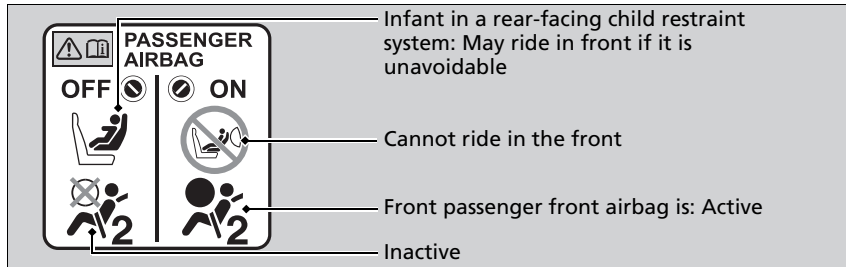 PASSENGER
AIRBAG
OFF
ON
2
2
Infant in a rear-facing child restraint
system: May ride in front if it is
unavoidable
Cannot ride in the front
Front passenger front airbag is: Active
Inactive